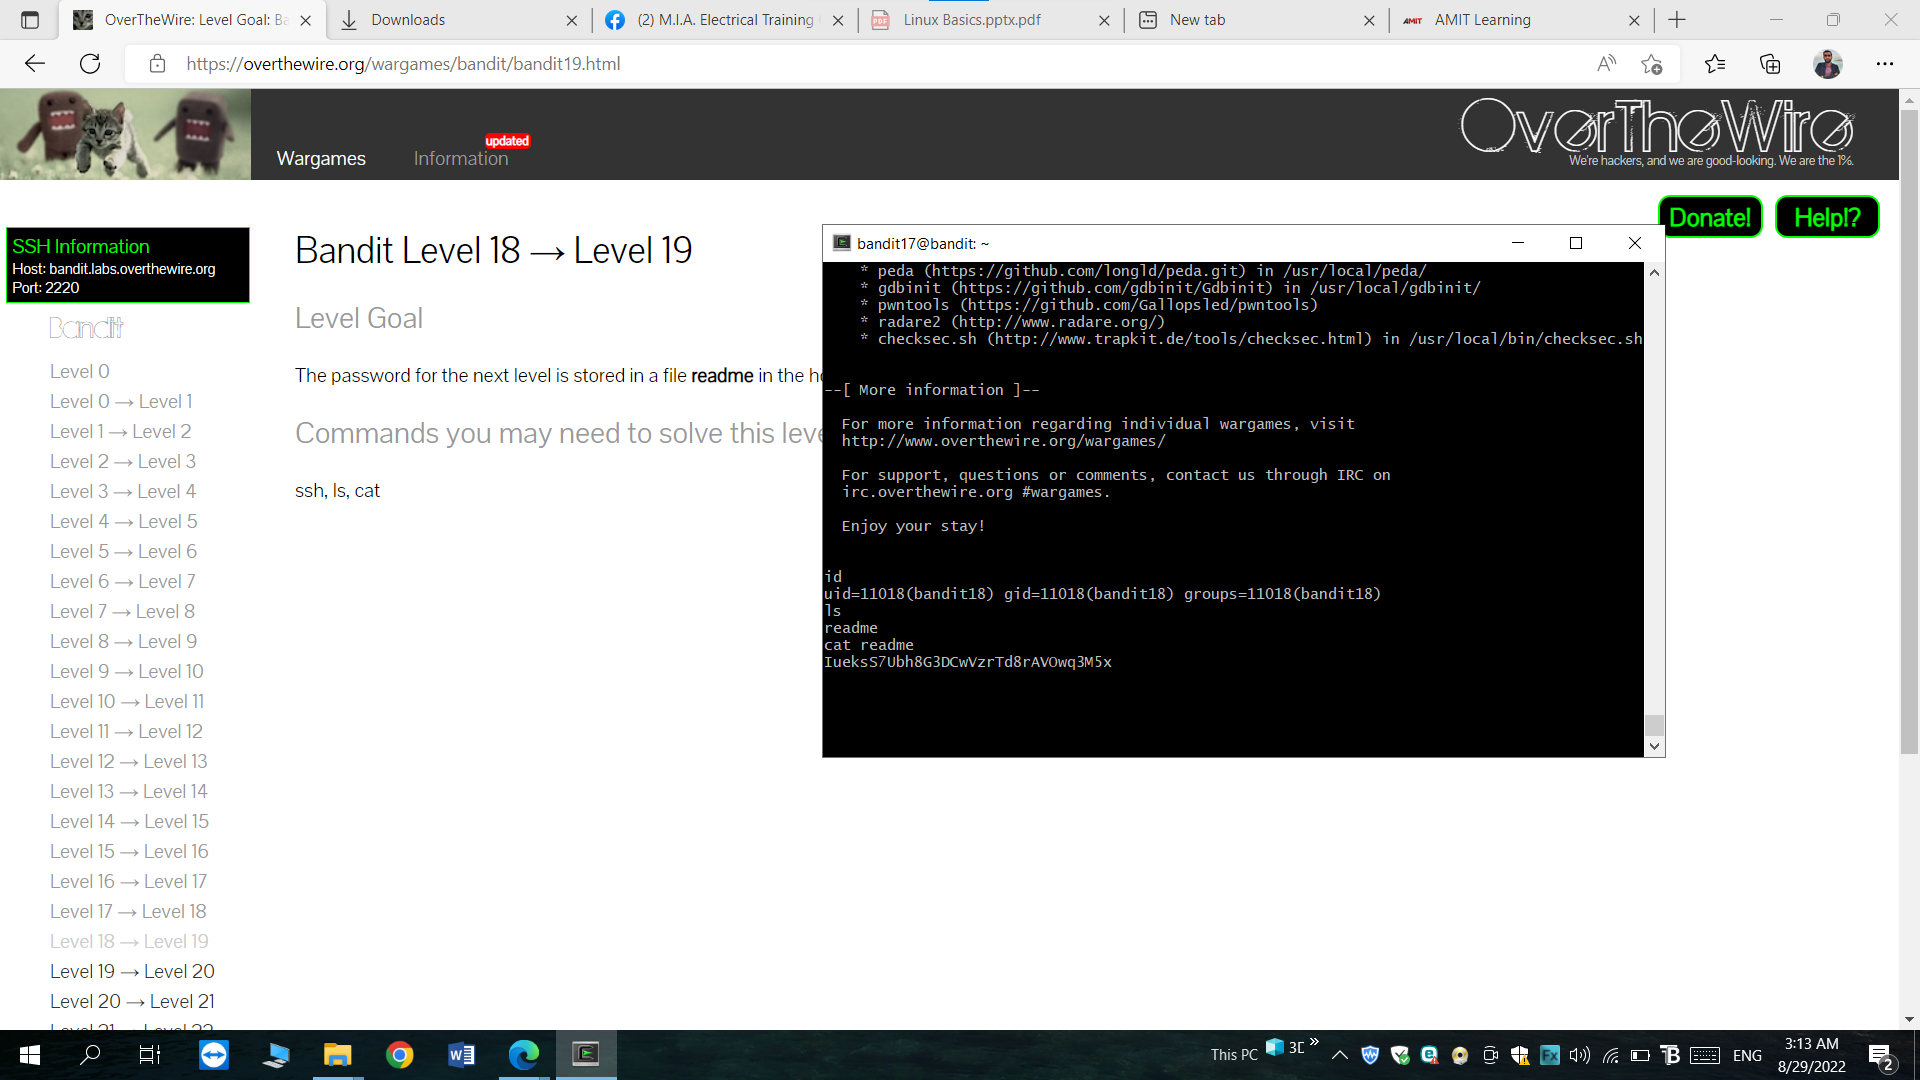 OverTheWire: Level Goal: Ba
Downloads
(2) M.I.A. Electrical Training
Linux Basics.pptx.pdf
New tab
AMIT
AMIT Learning
https://overthewire.org/wargames/bandit/bandit19.html
Wargames
Information
updated
OverTheWire
We're hackers, and we are good-looking. We are the 1%.
Donate!
Help!?
SSH Information
Host: bandit.labs.overthewire.org
Port: 2220
Bandit
Level 0
Level 0 → Level 1
Level 1 → Level 2
Level 2 → Level 3
Level 3 → Level 4
Level 4 → Level 5
Level 5 → Level 6
Level 6 → Level 7
Level 7 → Level 8
Level 8 → Level 9
Level 9 → Level 10
Level 10 → Level 11
Level 11 → Level 12
Level 12 → Level 13
Level 13 → Level 14
Level 14 → Level 15
Level 15 → Level 16
Level 16 → Level 17
Level 17 → Level 18
Level 18 → Level 19
Level 19 → Level 20
Level 20 → Level 21
Bandit Level 18 → Level 19
Level Goal
The password for the next level is stored in a file readme in the ho
Commands you may need to solve this leve
ssh, ls, cat
bandit17@bandit: ~
* peda (https://github.com/longld/peda.git) in /usr/local/peda/
* gdbinit (https://github.com/gdbinit/Gdbinit) in /usr/local/gdbinit/
* pwntools (https://github.com/Gallopsled/pwntools)
* radare2 (http://www.radare.org/)
* checksec.sh (http://www.trapkit.de/tools/checksec.html) in /usr/local/bin/checksec.sh
--[ More information ]--
For more information regarding individual wargames, visit
http://www.overthewire.org/wargames/
For support, questions or comments, contact us through IRC on
irc.overthewire.org #wargames.
Enjoy your stay!
id
uid=11018(bandit18) gid=11018(bandit18) groups=11018(bandit18)
ls
readme
cat readme
IueksS7Ubh8G3DCwVzrTd8rAVOwq3M5x
This PC
3D
ENG
3:13 AM
8/29/2022
2